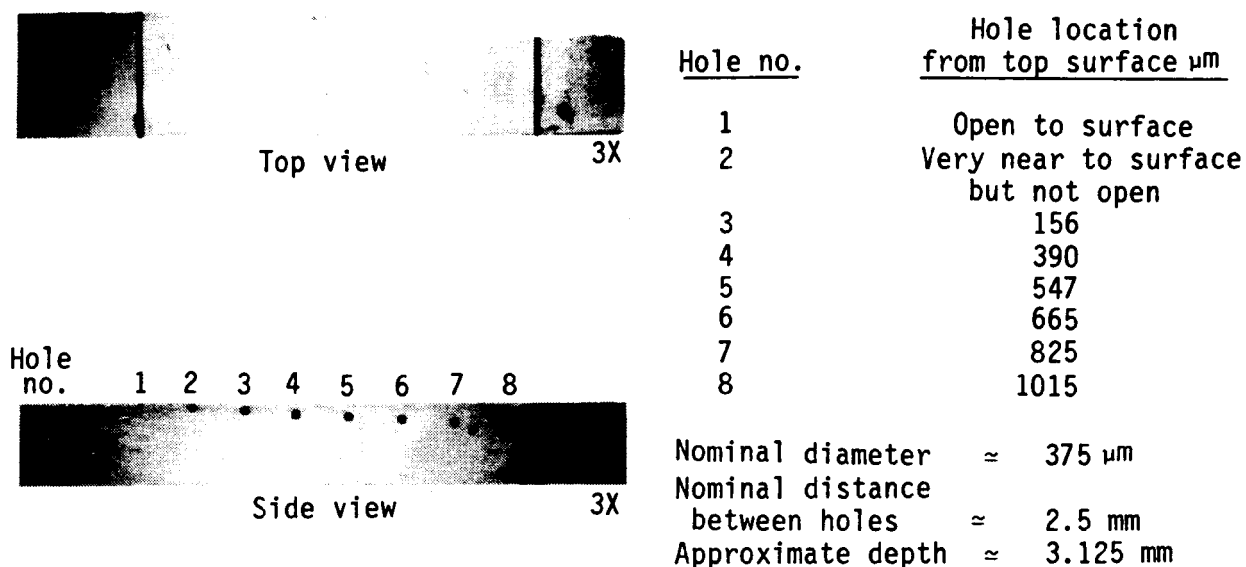 Top view
3X
Hole
no. 1 2 3 4 5 6 7 8
Side view
3X
Hole location
Hole no. from top surface µm
1 Open to surface
2 Very near to surface
but not open
3 156
4 390
5 547
6 665
7 825
8 1015
Nominal diameter ≃ 375 µm
Nominal distance
between holes ≃ 2.5 mm
Approximate depth ≃ 3.125 mm